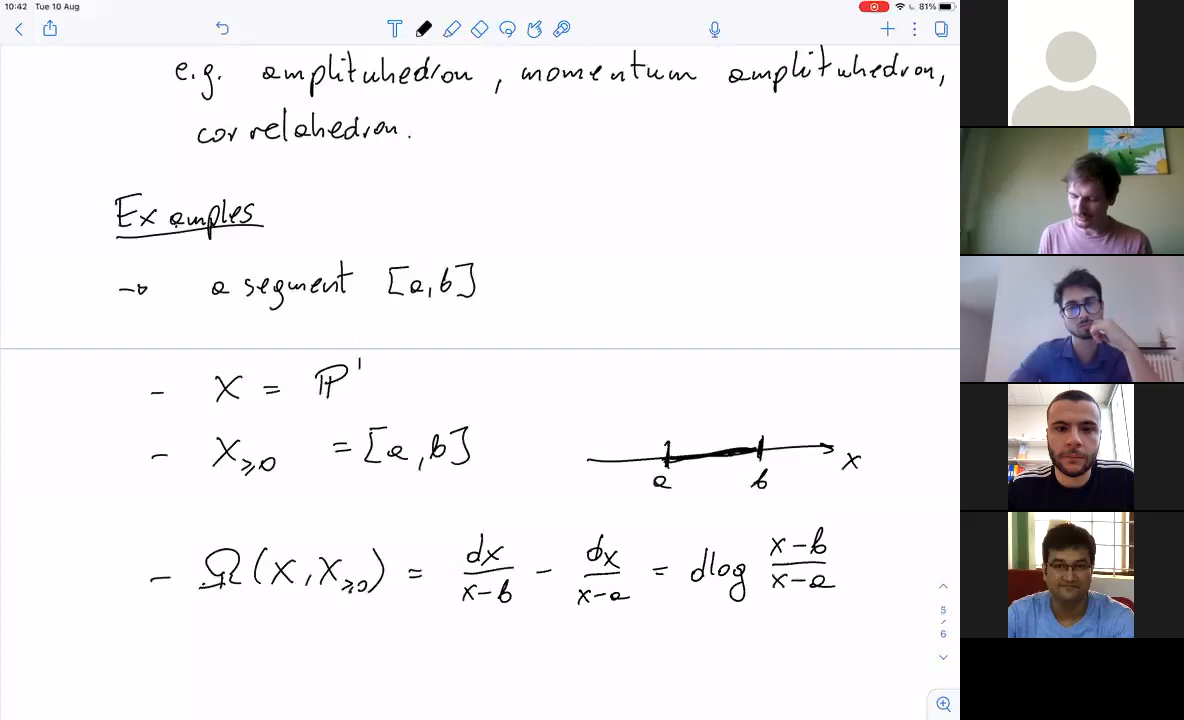 10:42 Tue 10 Aug
81%
e.g. amplituhedron, momentum amplituhedron,
correlahedron.
Examples
→ a segment [a,b]
- X = ℙ¹
- X≥0 = [a,b]
a b x
- Ω(X,X≥0) = dx/(x-b) - dx/(x-a) = dlog (x-b)/(x-a)
5
/
6